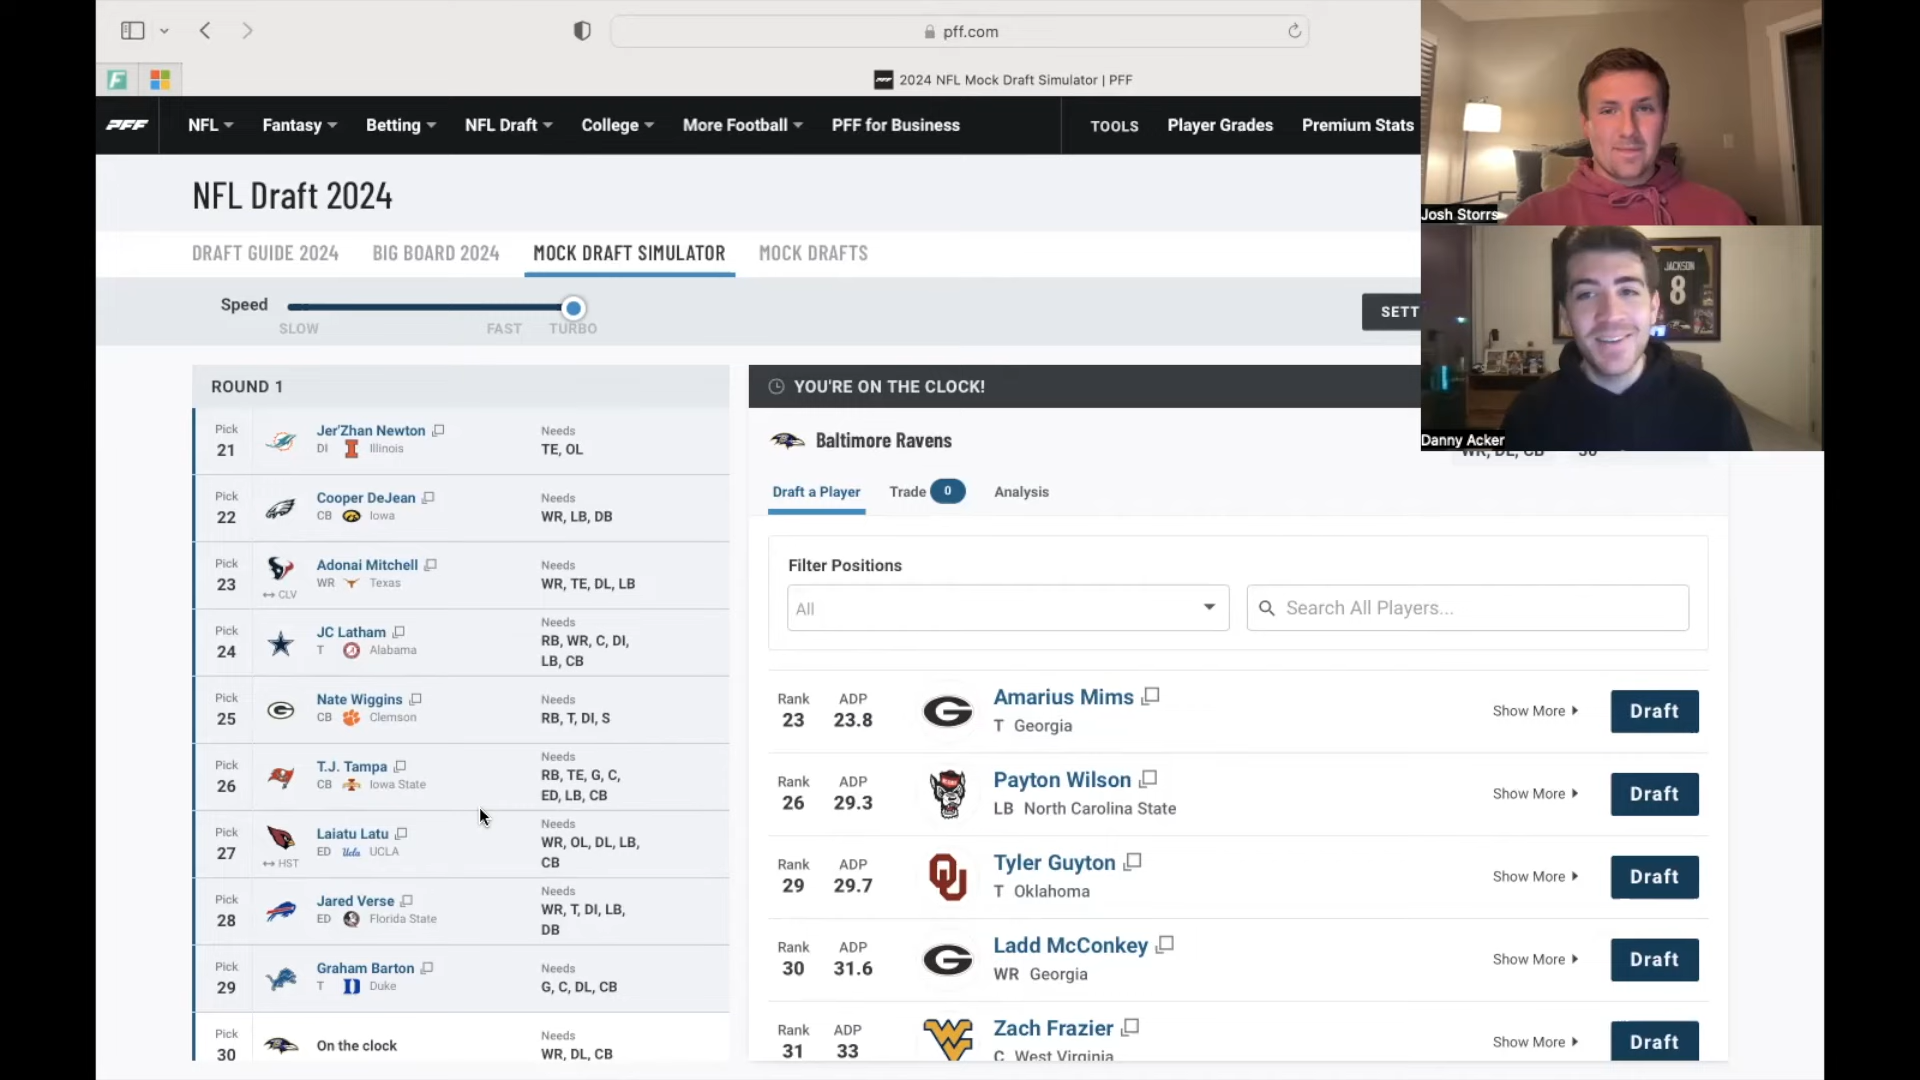 pff.com
2024 NFL Mock Draft Simulator | PFF
PFF NFL Fantasy Betting NFL Draft College More Football PFF for Business TOOLS Player Grades Premium Stats
NFL Draft 2024
DRAFT GUIDE 2024 BIG BOARD 2024 MOCK DRAFT SIMULATOR MOCK DRAFTS
Speed
SLOW FAST TURBO
SETT
ROUND 1
Pick 21
Jer'Zhan Newton
DI Illinois
Needs
TE, OL
Pick 22
Cooper DeJean
CB Iowa
Needs
WR, LB, DB
Pick 23
CLV
Adonai Mitchell
WR Texas
Needs
WR, TE, DL, LB
Pick 24
JC Latham
T Alabama
Needs
RB, WR, C, DI,
LB, CB
Pick 25
Nate Wiggins
CB Clemson
Needs
RB, T, DI, S
Pick 26
T.J. Tampa
CB Iowa State
Needs
RB, TE, G, C,
ED, LB, CB
Pick 27
HST
Laiatu Latu
ED Ucla UCLA
Needs
WR, OL, DL, LB,
CB
Pick 28
Jared Verse
ED Florida State
Needs
WR, T, DI, LB,
DB
Pick 29
Graham Barton
T Duke
Needs
G, C, DL, CB
Pick 30
On the clock
Needs
WR, DL, CB
YOU'RE ON THE CLOCK!
Baltimore Ravens
WR, DL, CB 30
Draft a Player Trade 0 Analysis
Filter Positions
All
Search All Players...
Rank 23 ADP 23.8
Amarius Mims
T Georgia
Show More Draft
Rank 26 ADP 29.3
Payton Wilson
LB North Carolina State
Show More Draft
Rank 29 ADP 29.7
Tyler Guyton
T Oklahoma
Show More Draft
Rank 30 ADP 31.6
Ladd McConkey
WR Georgia
Show More Draft
Rank 31 ADP 33
Zach Frazier
C West Virginia
Show More Draft
Josh Storrs
JACKSON
8
Danny Acker